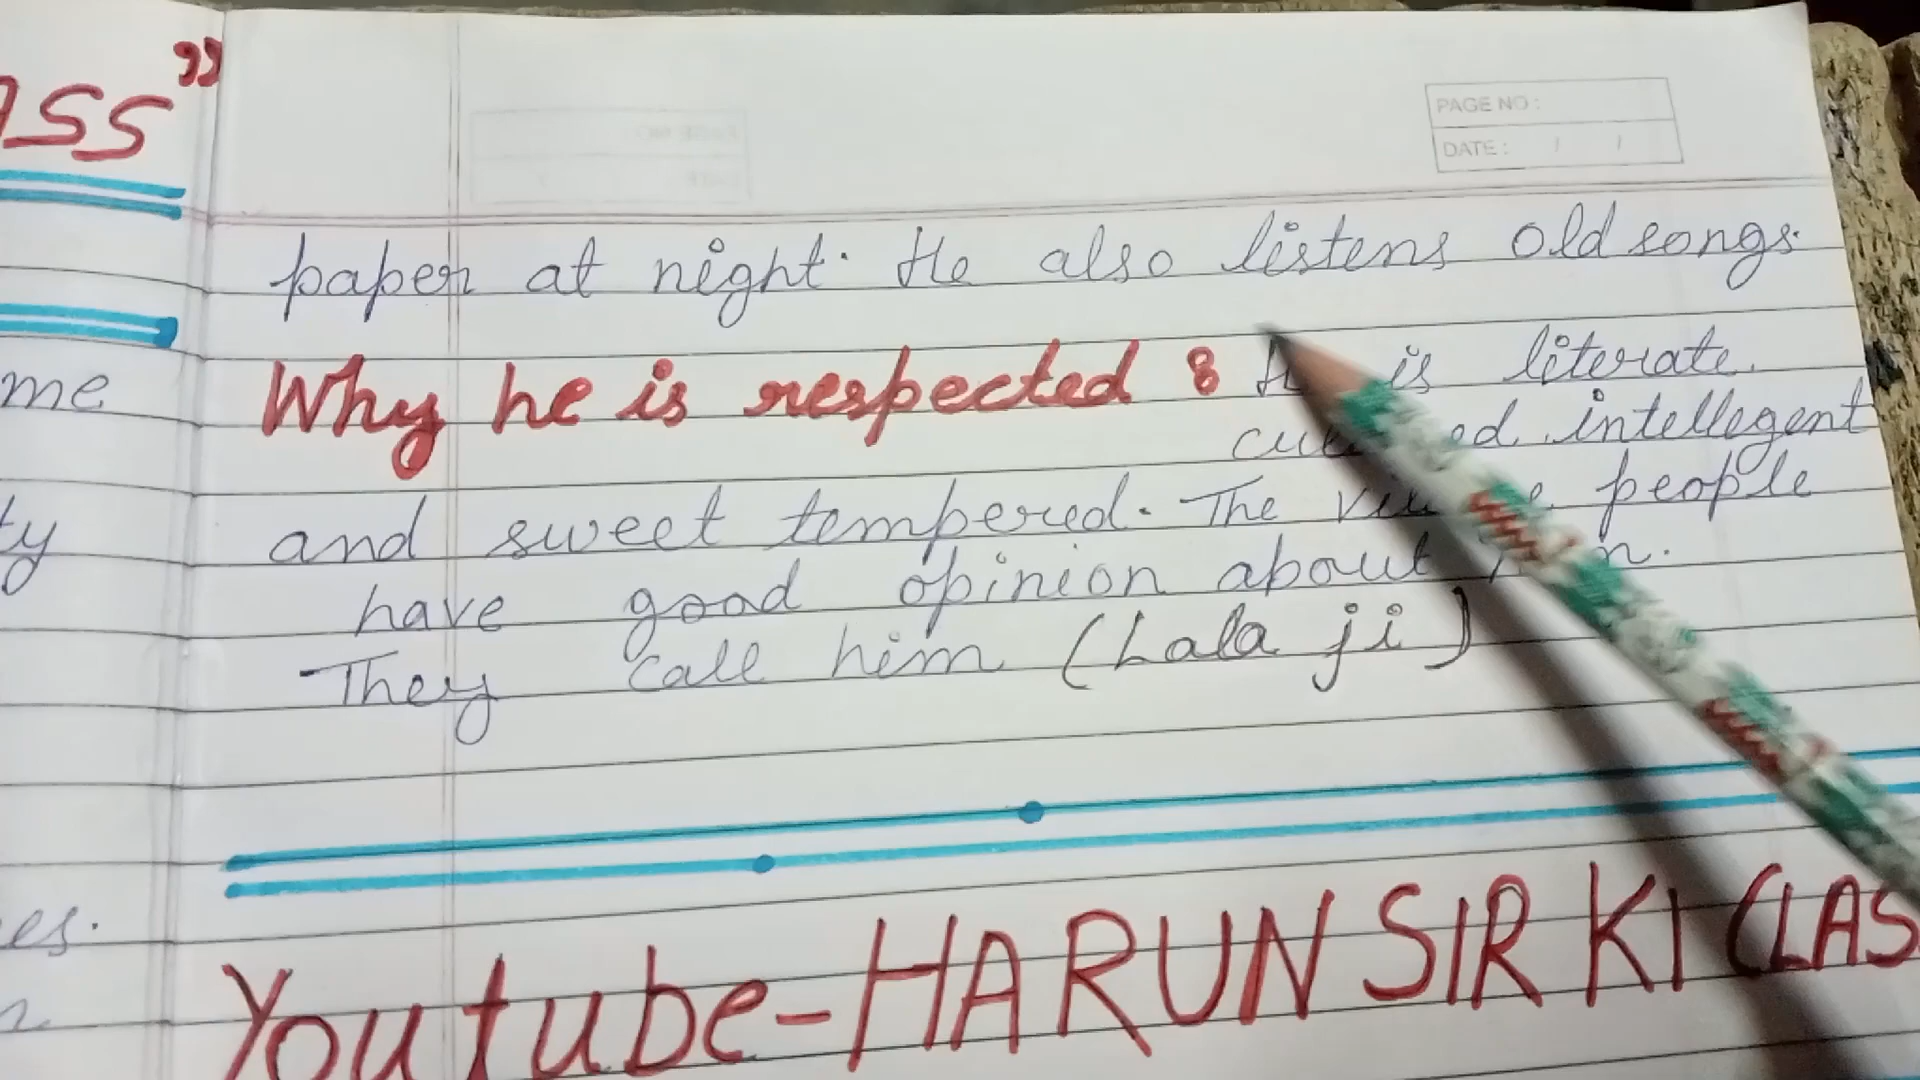 ASS"
PAGE NO :
DATE : / /
paper at night. He also listens old songs.
me
Why he is respected : is literate.
intellegent
ty
and sweet tempered. The people
have good opinion about
They call him (Lala ji)
es.
Youtube-HARUN SIR KI CLAS